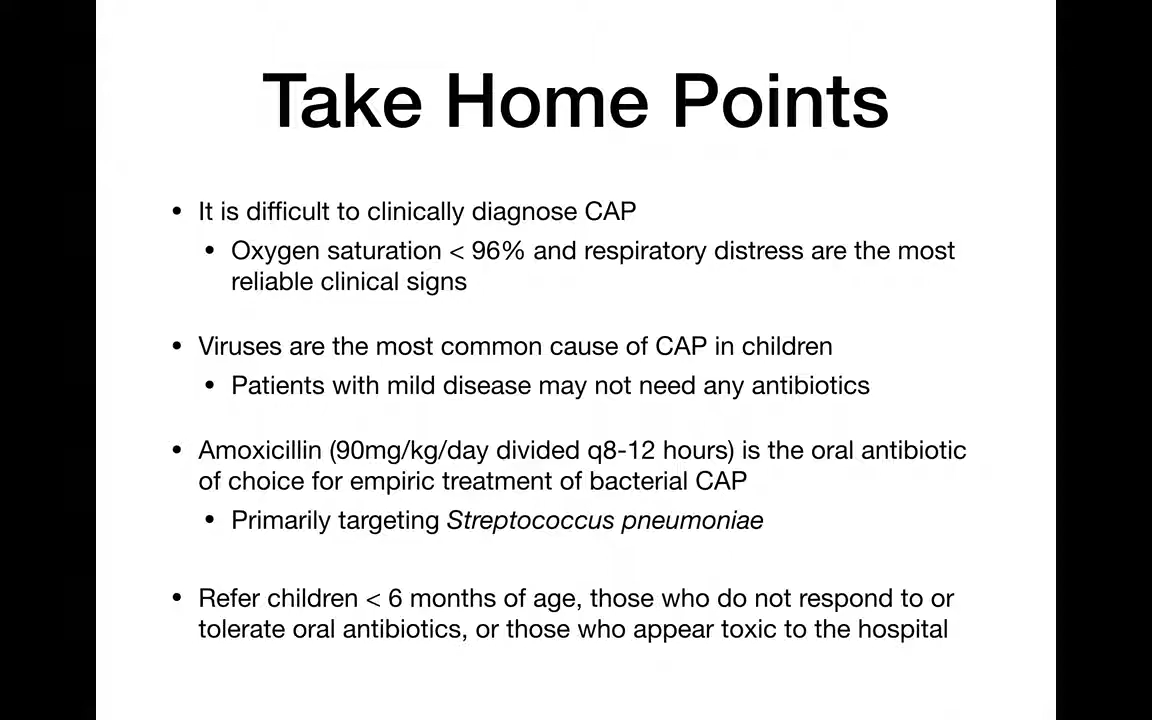 Take Home Points
• It is difficult to clinically diagnose CAP
• Oxygen saturation < 96% and respiratory distress are the most
reliable clinical signs
• Viruses are the most common cause of CAP in children
• Patients with mild disease may not need any antibiotics
• Amoxicillin (90mg/kg/day divided q8-12 hours) is the oral antibiotic
of choice for empiric treatment of bacterial CAP
• Primarily targeting Streptococcus pneumoniae
• Refer children < 6 months of age, those who do not respond to or
tolerate oral antibiotics, or those who appear toxic to the hospital